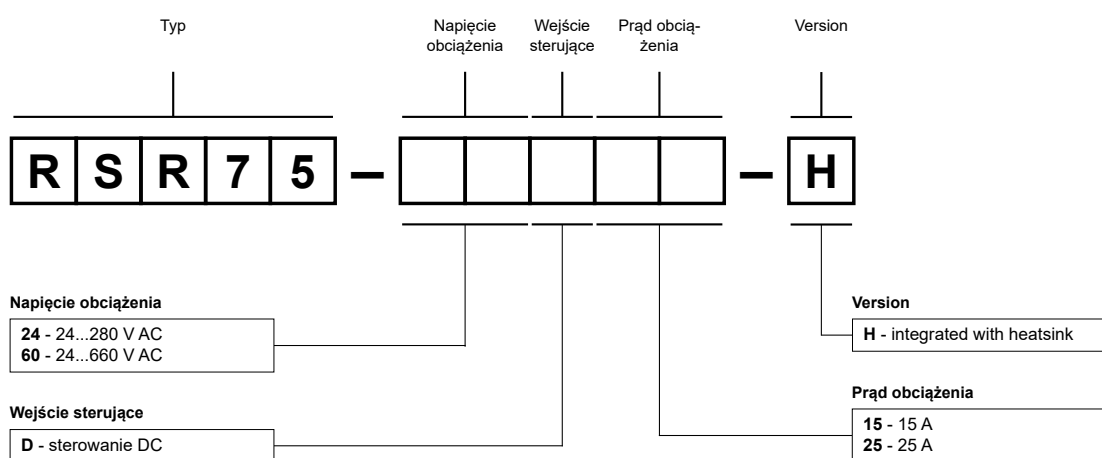 Typ
Napięcie
obciążenia
Wejście
sterujące
Prąd obcią-
żenia
Version
R S R 7 5 – – H
Napięcie obciążenia
24 - 24...280 V AC
60 - 24...660 V AC
Wejście sterujące
D - sterowanie DC
Version
H - integrated with heatsink
Prąd obciążenia
15 - 15 A
25 - 25 A